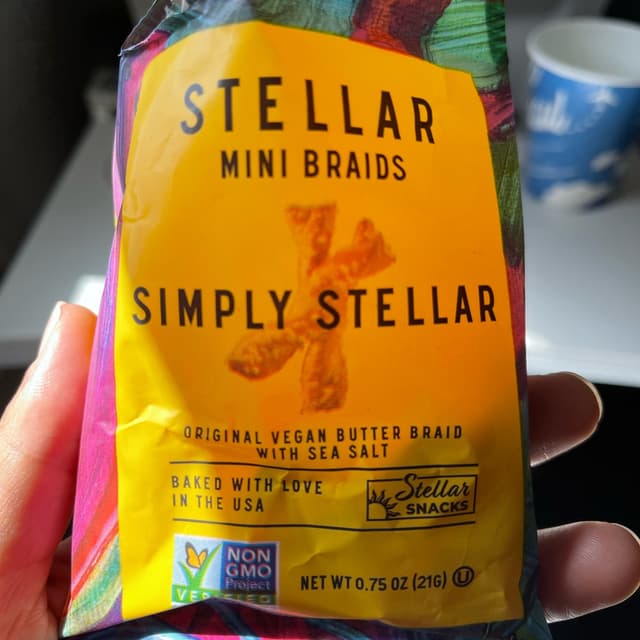 STELLAR
MINI BRAIDS
SIMPLY STELLAR
ORIGINAL VEGAN BUTTER BRAID
WITH SEA SALT
BAKED WITH LOVE
IN THE USA
Stellar
SNACKS
NON
GMO
Project
VERIFIED
NET WT 0.75 OZ (21G) U